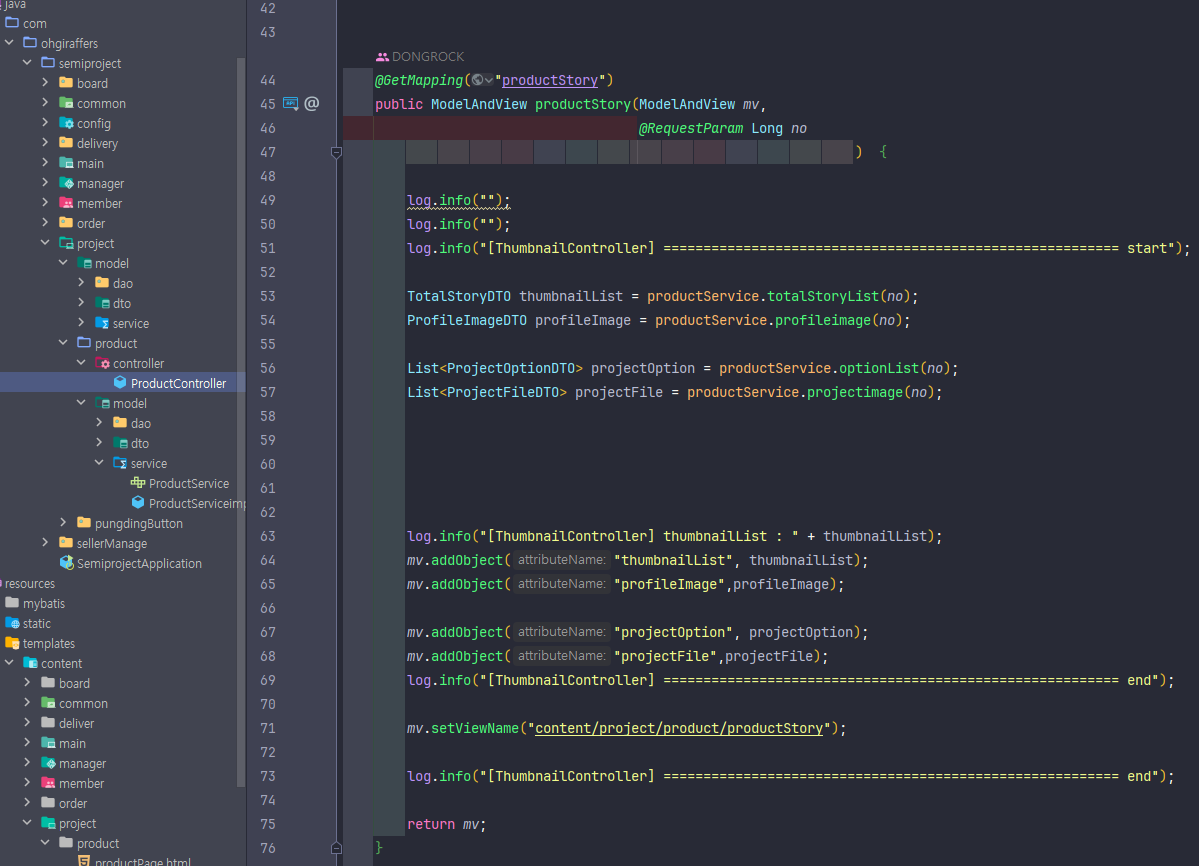 java
com
ohgiraffers
semiproject
board
common
config
delivery
main
manager
member
order
project
model
dao
dto
service
product
controller
ProductController
model
dao
dto
service
ProductService
ProductServiceimp
pungdingButton
sellerManage
SemiprojectApplication
resources
mybatis
static
templates
content
board
common
deliver
main
manager
member
order
project
product
productPage.html
42
43
DONGROCK
44 @GetMapping("productStory")
45 public ModelAndView productStory(ModelAndView mv,
46 @RequestParam Long no
47 ) {
48
49 log.info("");
50 log.info("");
51 log.info("[ThumbnailController] ========================================================= start");
52
53 TotalStoryDTO thumbnailList = productService.totalStoryList(no);
54 ProfileImageDTO profileImage = productService.profileimage(no);
55
56 List<ProjectOptionDTO> projectOption = productService.optionList(no);
57 List<ProjectFileDTO> projectFile = productService.projectimage(no);
58
59
60
61
62
63 log.info("[ThumbnailController] thumbnailList : " + thumbnailList);
64 mv.addObject( attributeName: "thumbnailList", thumbnailList);
65 mv.addObject( attributeName: "profileImage",profileImage);
66
67 mv.addObject( attributeName: "projectOption", projectOption);
68 mv.addObject( attributeName: "projectFile",projectFile);
69 log.info("[ThumbnailController] ========================================================= end");
70
71 mv.setViewName("content/project/product/productStory");
72
73 log.info("[ThumbnailController] ========================================================= end");
74
75 return mv;
76 }